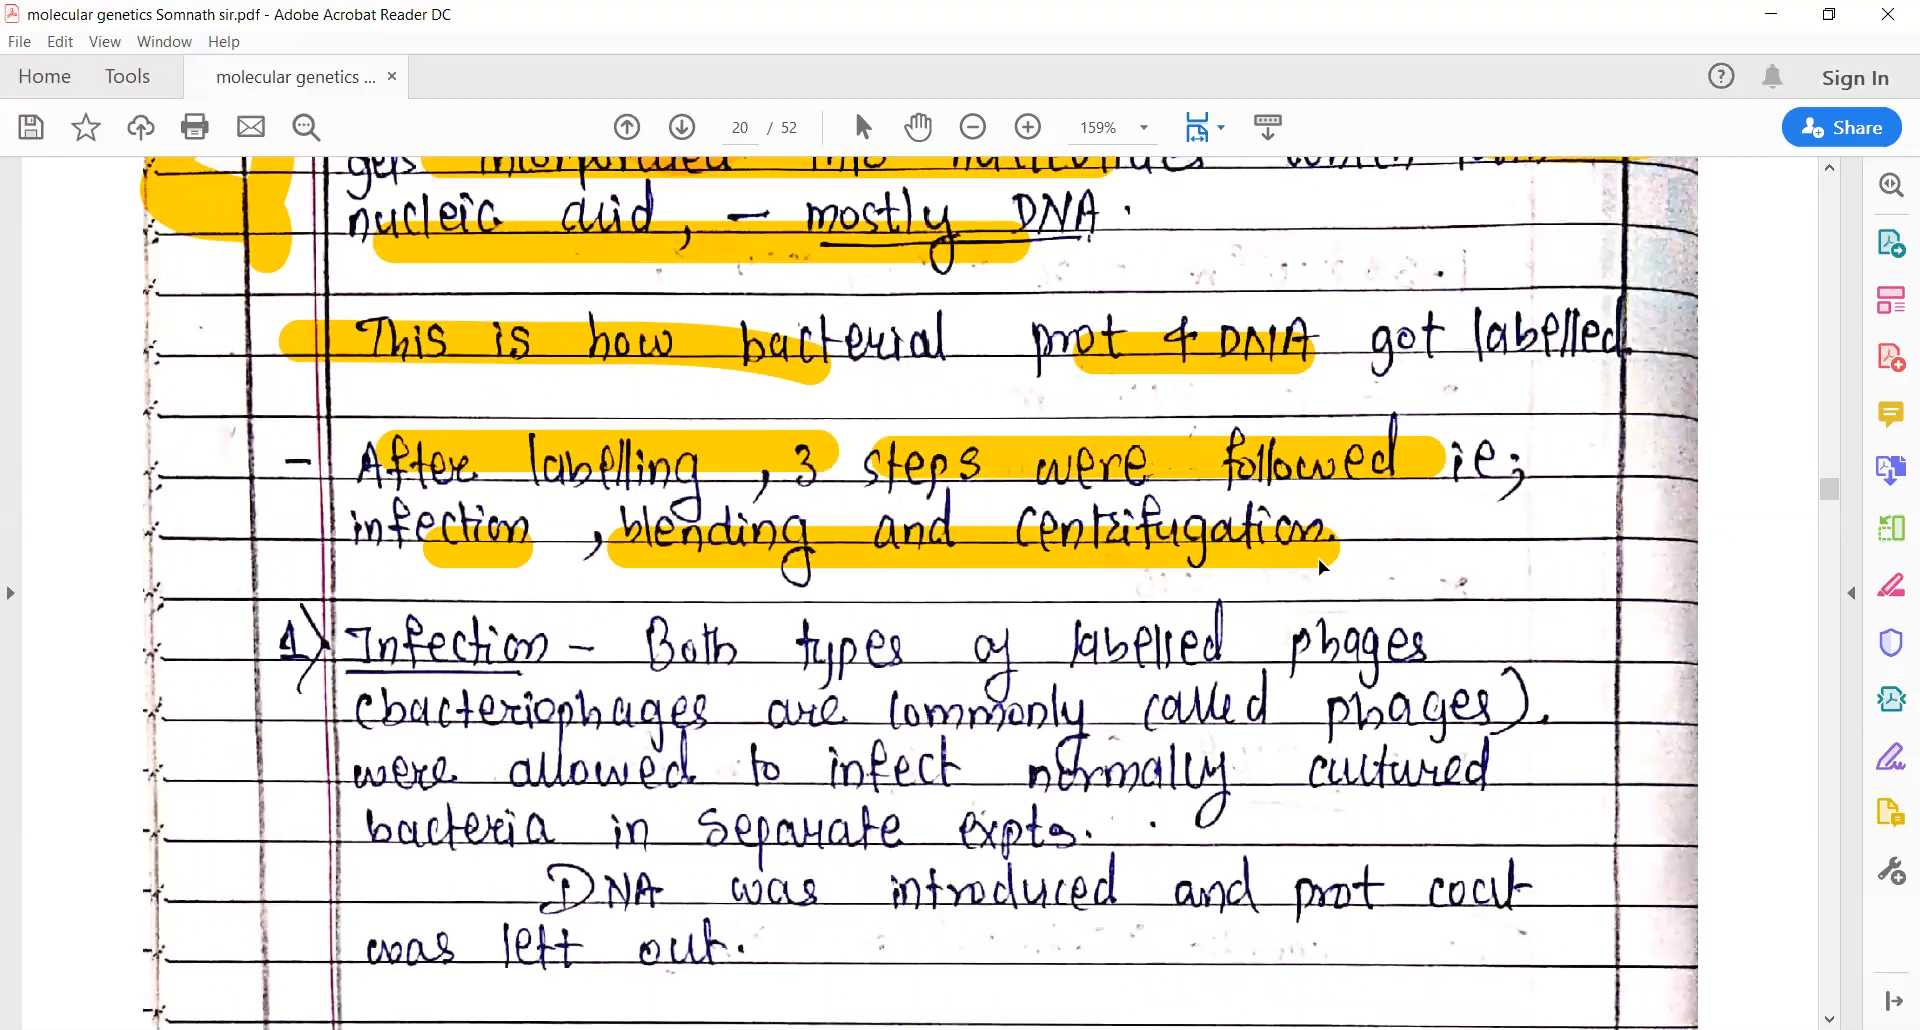 molecular genetics Somnath sir.pdf - Adobe Acrobat Reader DC
File Edit View Window Help
Home Tools molecular genetics ... × Sign In
20 / 52 159% Share
gets incorporated into
nucleic acid, - mostly DNA.
This is how bacterial prot & DNA got labelled
- After labelling, 3 steps were followed ie;
infection, blending and centrifugation.
1) Infection - Both types of labelled phages
(bacteriophages are commonly called phages).
were allowed to infect normally cultured
bacteria in separate expts.
DNA was introduced and prot coat
was left out.